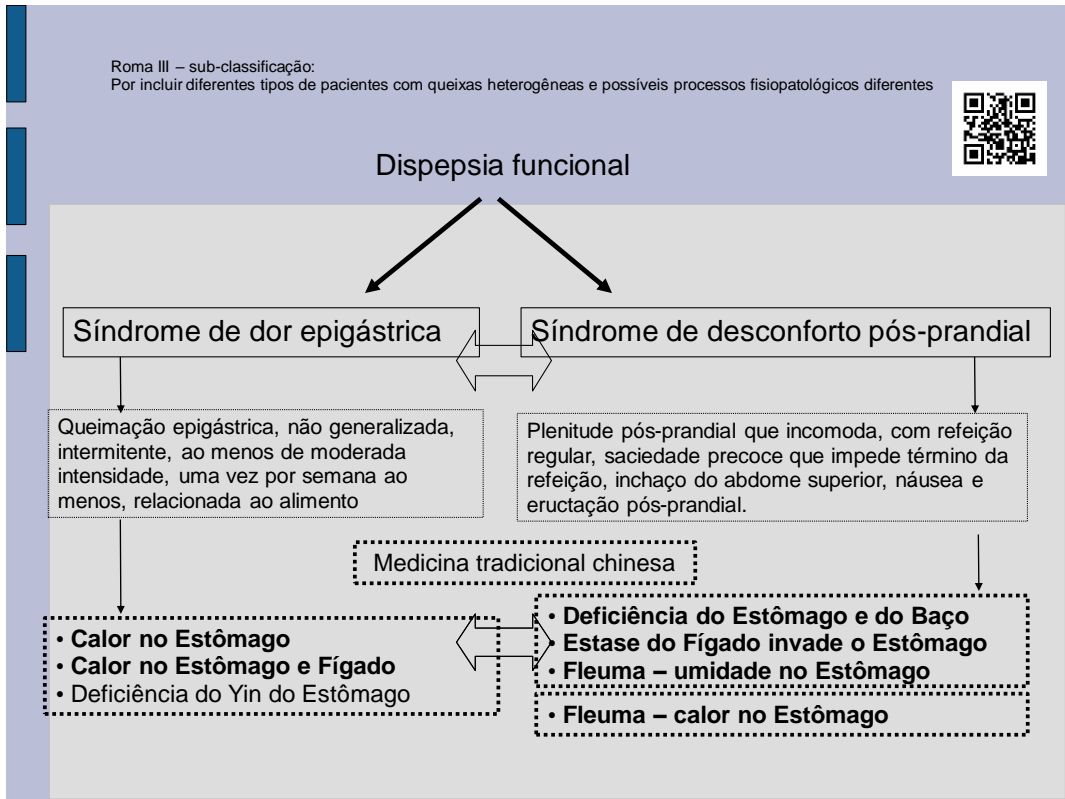 Roma III – sub-classificação:
Por incluir diferentes tipos de pacientes com queixas heterogêneas e possíveis processos fisiopatológicos diferentes
Dispepsia funcional
Síndrome de dor epigástrica
Síndrome de desconforto pós-prandial
Queimação epigástrica, não generalizada,
intermitente, ao menos de moderada
intensidade, uma vez por semana ao
menos, relacionada ao alimento
Plenitude pós-prandial que incomoda, com refeição
regular, saciedade precoce que impede término da
refeição, inchaço do abdome superior, náusea e
eructação pós-prandial.
Medicina tradicional chinesa
• Calor no Estômago
• Calor no Estômago e Fígado
• Deficiência do Yin do Estômago
• Deficiência do Estômago e do Baço
• Estase do Fígado invade o Estômago
• Fleuma – umidade no Estômago
• Fleuma – calor no Estômago